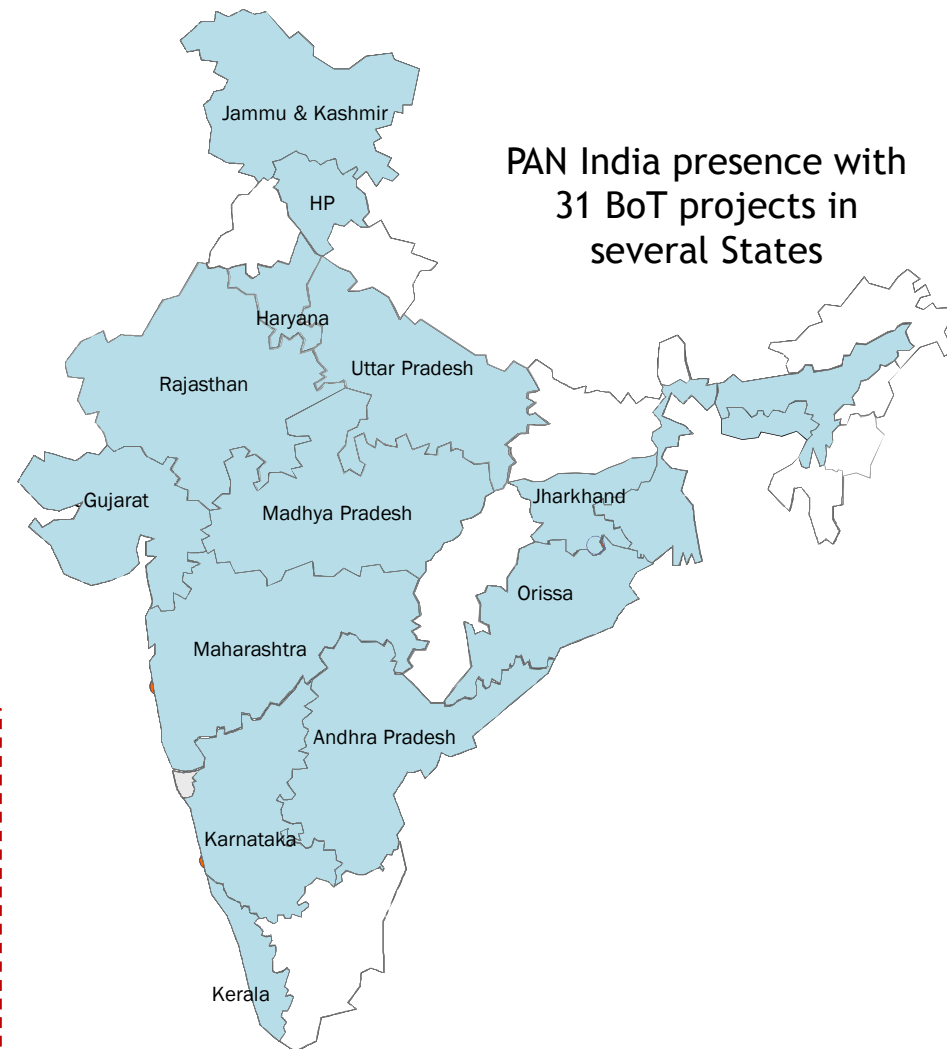 Jammu & Kashmir
PAN India presence with
31 BoT projects in
several States
HP
Haryana
Uttar Pradesh
Rajasthan
Gujarat
Jharkhand
Madhya Pradesh
Orissa
Maharashtra
Andhra Pradesh
Karnataka
Kerala